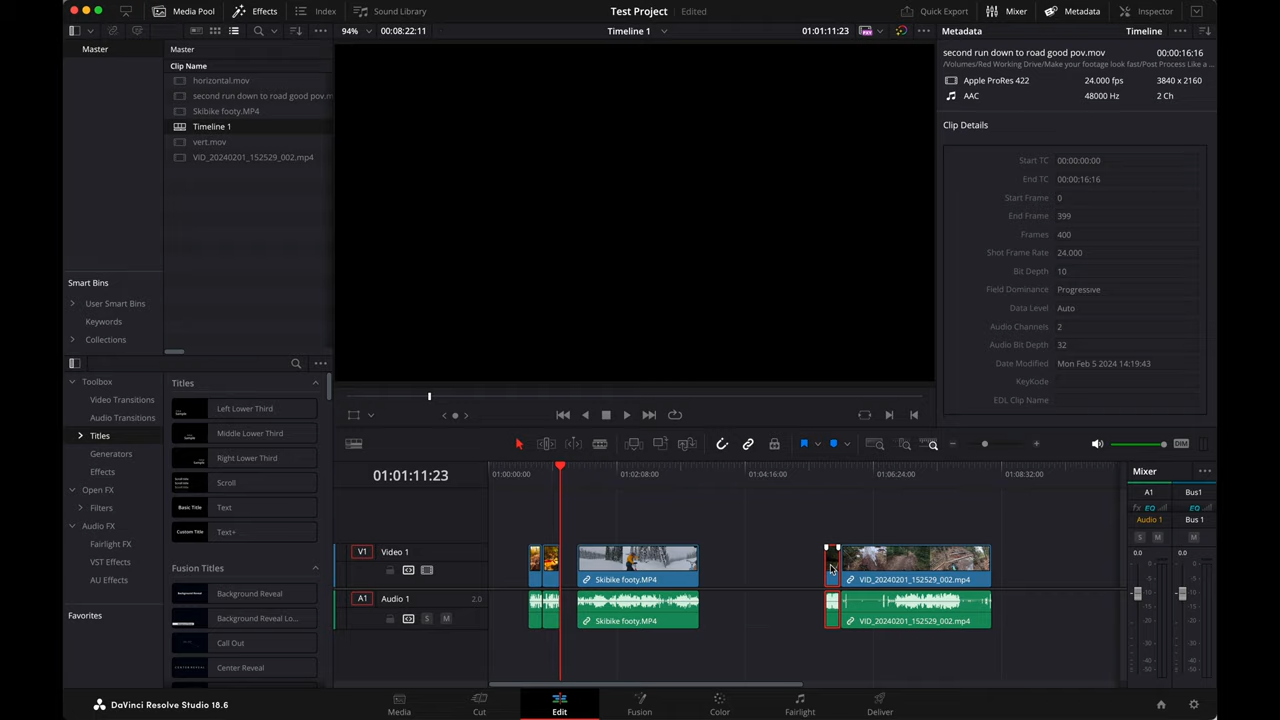 Media Pool
Effects
Index
Sound Library
Test Project
Edited
Quick Export
Mixer
Metadata
Inspector
94%
00:08:22:11
Timeline 1
01:01:11:23
Metadata
Timeline
Master
Master
Clip Name
horizontal.mov
second run down to road good pov.m
Skibike footy.MP4
Timeline 1
vert.mov
VID_20240201_152529_002.mp4
second run down to road good pov.mov
00:00:16:16
/Volumes/Red Working Drive/Make your footage look fast/Post Process Like a ...
Apple ProRes 422
24.000 fps
3840 x 2160
AAC
48000 Hz
2 Ch
Clip Details
Start TC 00:00:00:00
End TC 00:00:16:16
Start Frame 0
End Frame 399
Frames 400
Shot Frame Rate 24.000
Bit Depth 10
Field Dominance Progressive
Data Level Auto
Audio Channels 2
Audio Bit Depth 32
Date Modified Mon Feb 5 2024 14:19:43
KeyKode
EDL Clip Name
Smart Bins
User Smart Bins
Keywords
Collections
Toolbox
Video Transitions
Audio Transitions
Titles
Generators
Effects
Open FX
Filters
Audio FX
Fairlight FX
VST Effects
AU Effects
Favorites
Titles
Left Lower Third
Middle Lower Third
Right Lower Third
Scroll
Basic Title Text
Custom Title Text+
Fusion Titles
Background Reveal
Background Reveal Lo...
Call Out
Center Reveal
DIM
01:01:11:23
01:00:00:00
01:02:08:00
01:04:16:00
01:06:24:00
01:08:32:00
V1 Video 1
Skibike footy.MP4
VID_20240201_152529_002.mp4
A1 Audio 1 2.0
S M
Skibike footy.MP4
VID_20240201_152529_002.mp4
Mixer
A1 Bus1
fx EQ EQ
Audio 1 Bus 1
S M M
0.0 0.0
DaVinci Resolve Studio 18.6
Media
Cut
Edit
Fusion
Color
Fairlight
Deliver